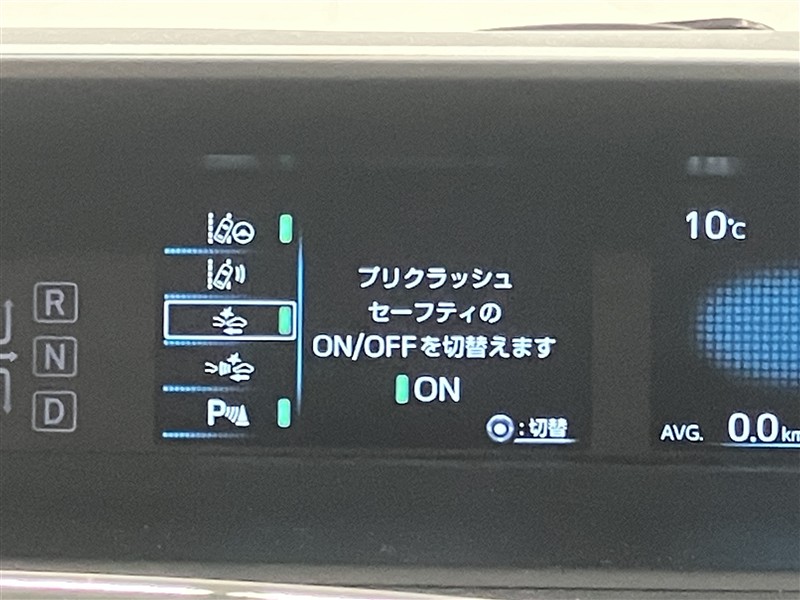 R
N
D
P
プリクラッシュ
セーフティの
ON/OFFを切替えます
ON
:切替
10℃
AVG. 0.0km